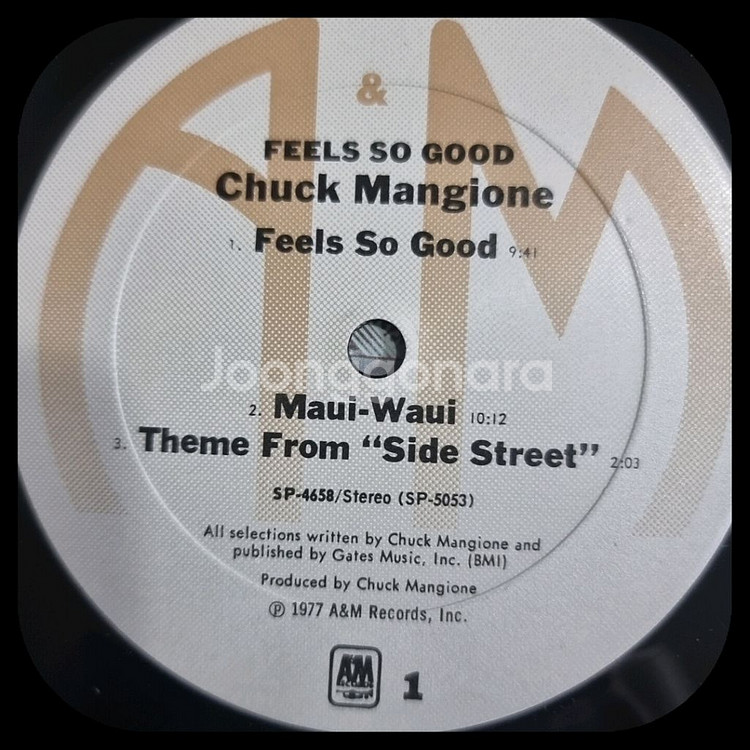 &
FEELS SO GOOD
Chuck Mangione
1. Feels So Good 9:41
Joonggonara
2. Maui-Waui 10:12
3. Theme From “Side Street” 2:03
SP-4658/Stereo (SP-5053)
All selections written by Chuck Mangione and
published by Gates Music, Inc. (BMI)
Produced by Chuck Mangione
Ⓟ 1977 A&M Records, Inc.
A&M
RECORDS
1